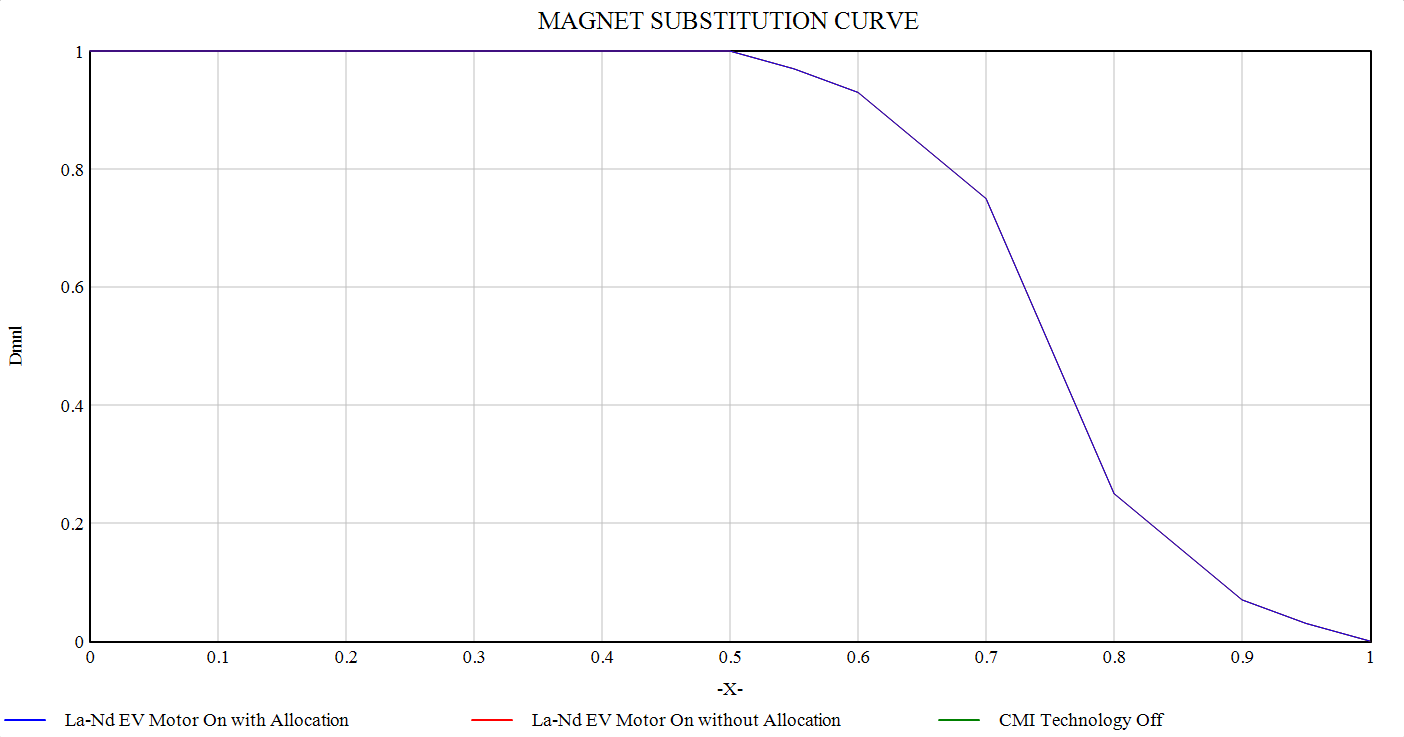 MAGNET SUBSTITUTION CURVE
1
0.8
0.6
0.4
0.2
0
Dmnl
0 0.1 0.2 0.3 0.4 0.5 0.6 0.7 0.8 0.9 1
-X-
La-Nd EV Motor On with Allocation La-Nd EV Motor On without Allocation CMI Technology Off